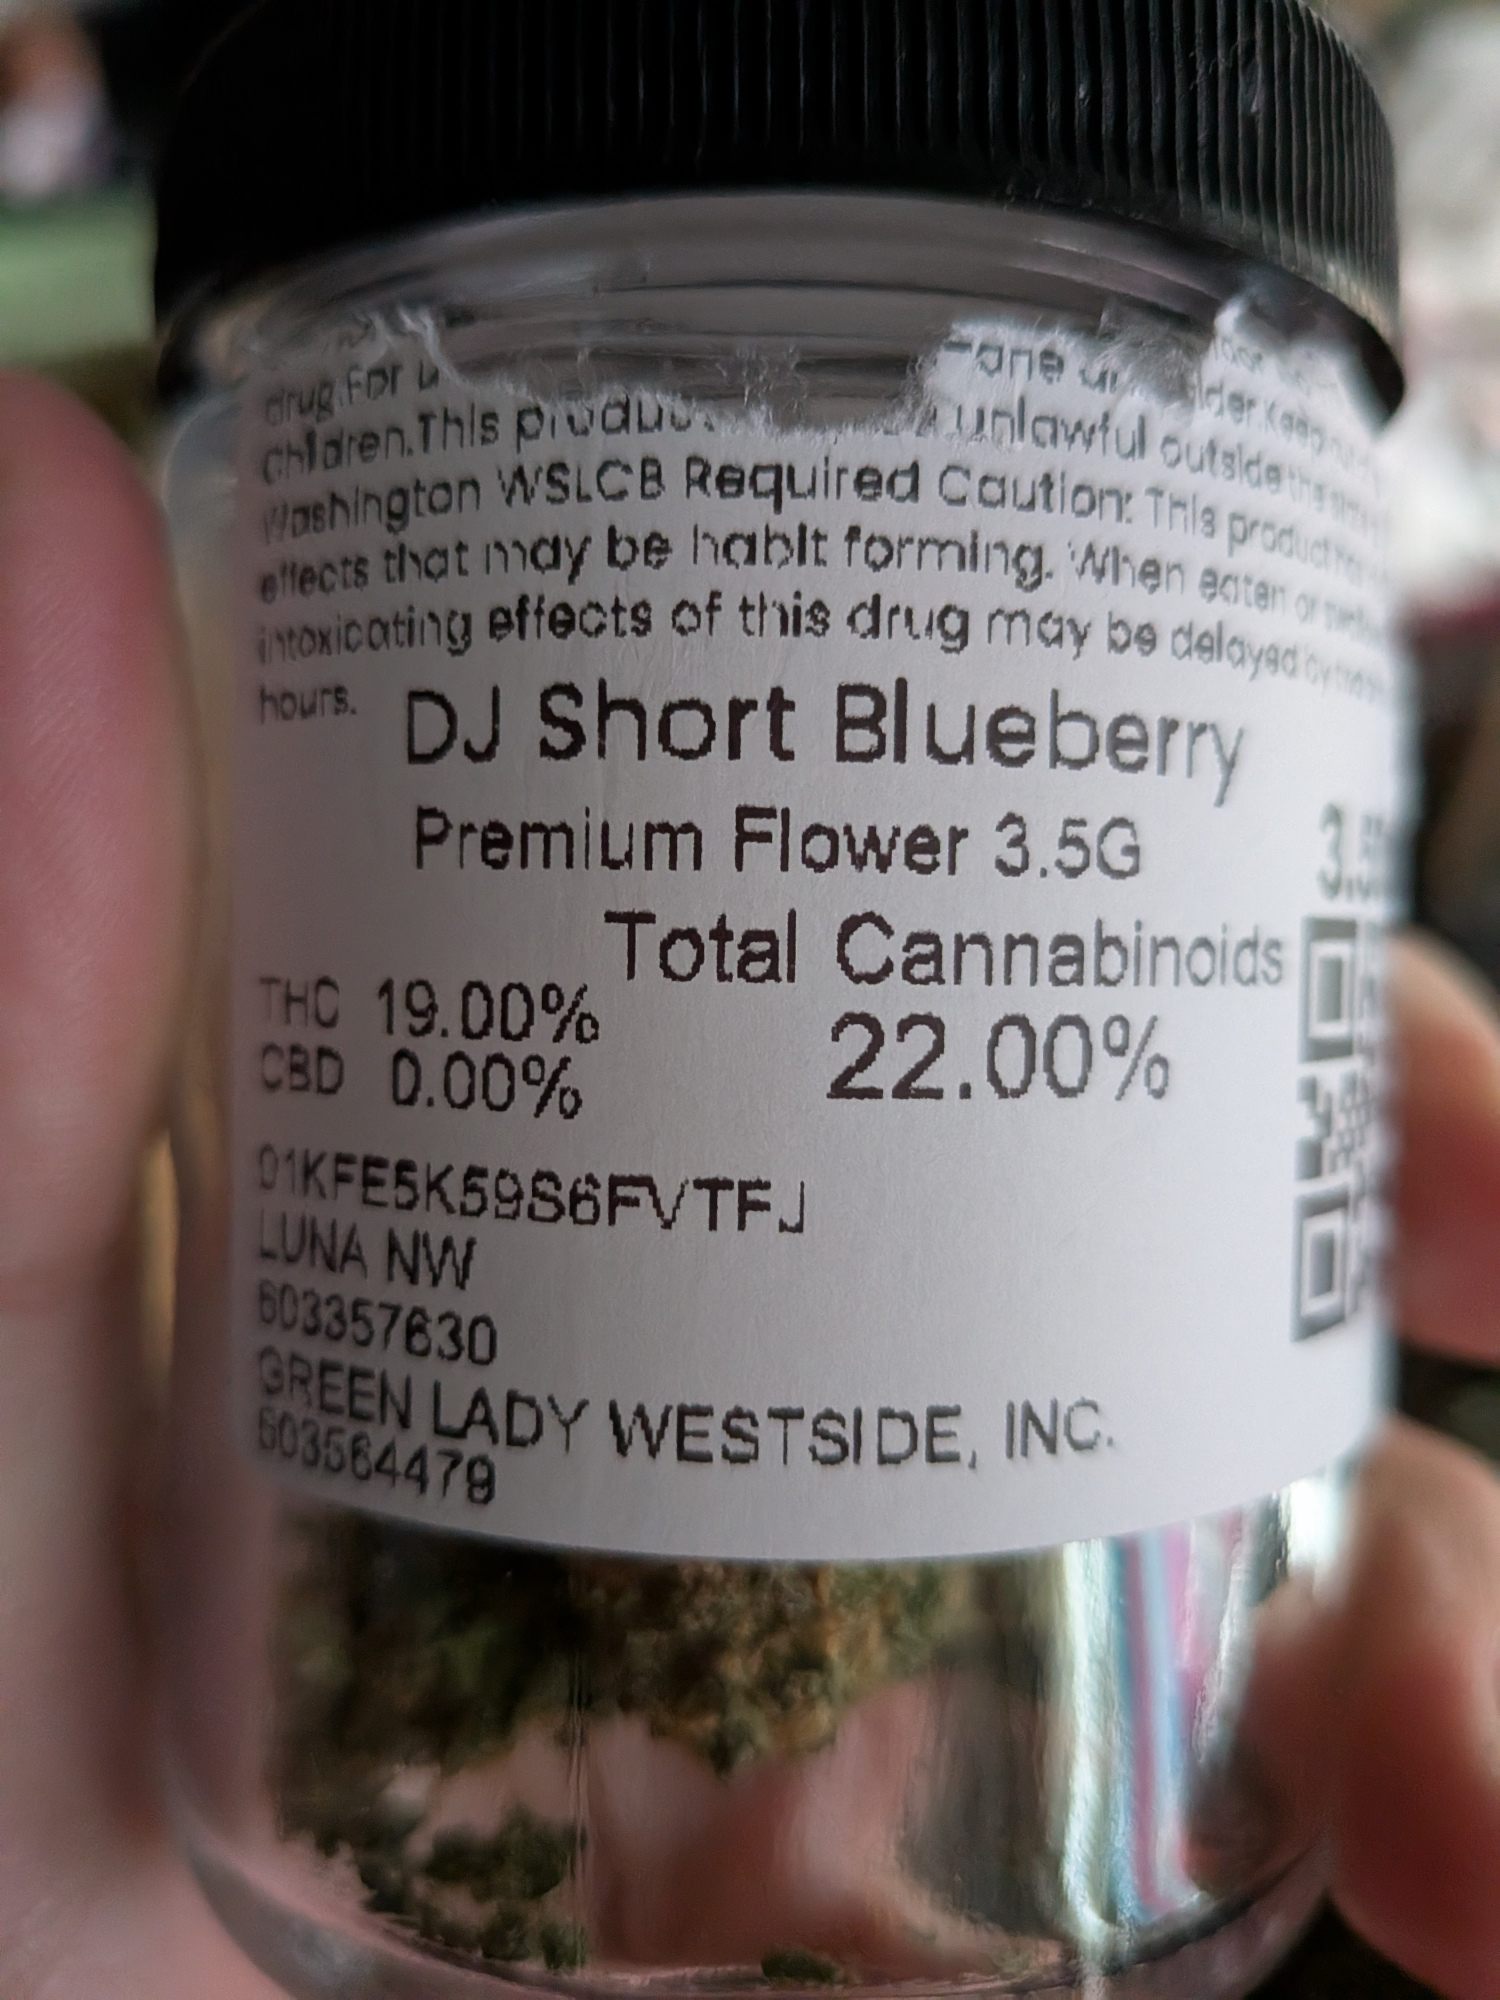 drug.For
children.This unlawful outside the
Washington WSLCB Required Caution: This product
effects that may be habit forming. When eaten or
intoxicating effects of this drug may be delayed by
hours.
DJ Short Blueberry
Premium Flower 3.5G
Total Cannabinoids
THC 19.00%
CBD 0.00%
22.00%
01KFE5K59S6FVTFJ
LUNA NW
603357630
GREEN LADY WESTSIDE, INC.
603564479